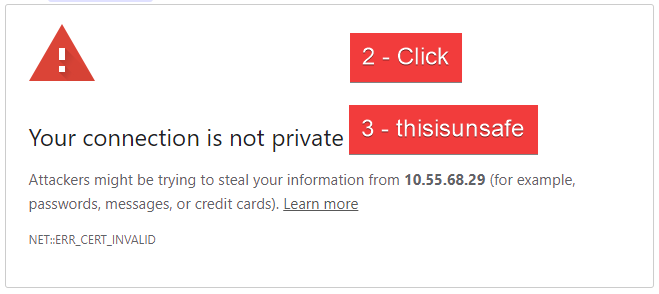 2 - Click
3 - thisisunsafe
Your connection is not private
Attackers might be trying to steal your information from 10.55.68.29 (for example,
passwords, messages, or credit cards). Learn more
NET::ERR_CERT_INVALID